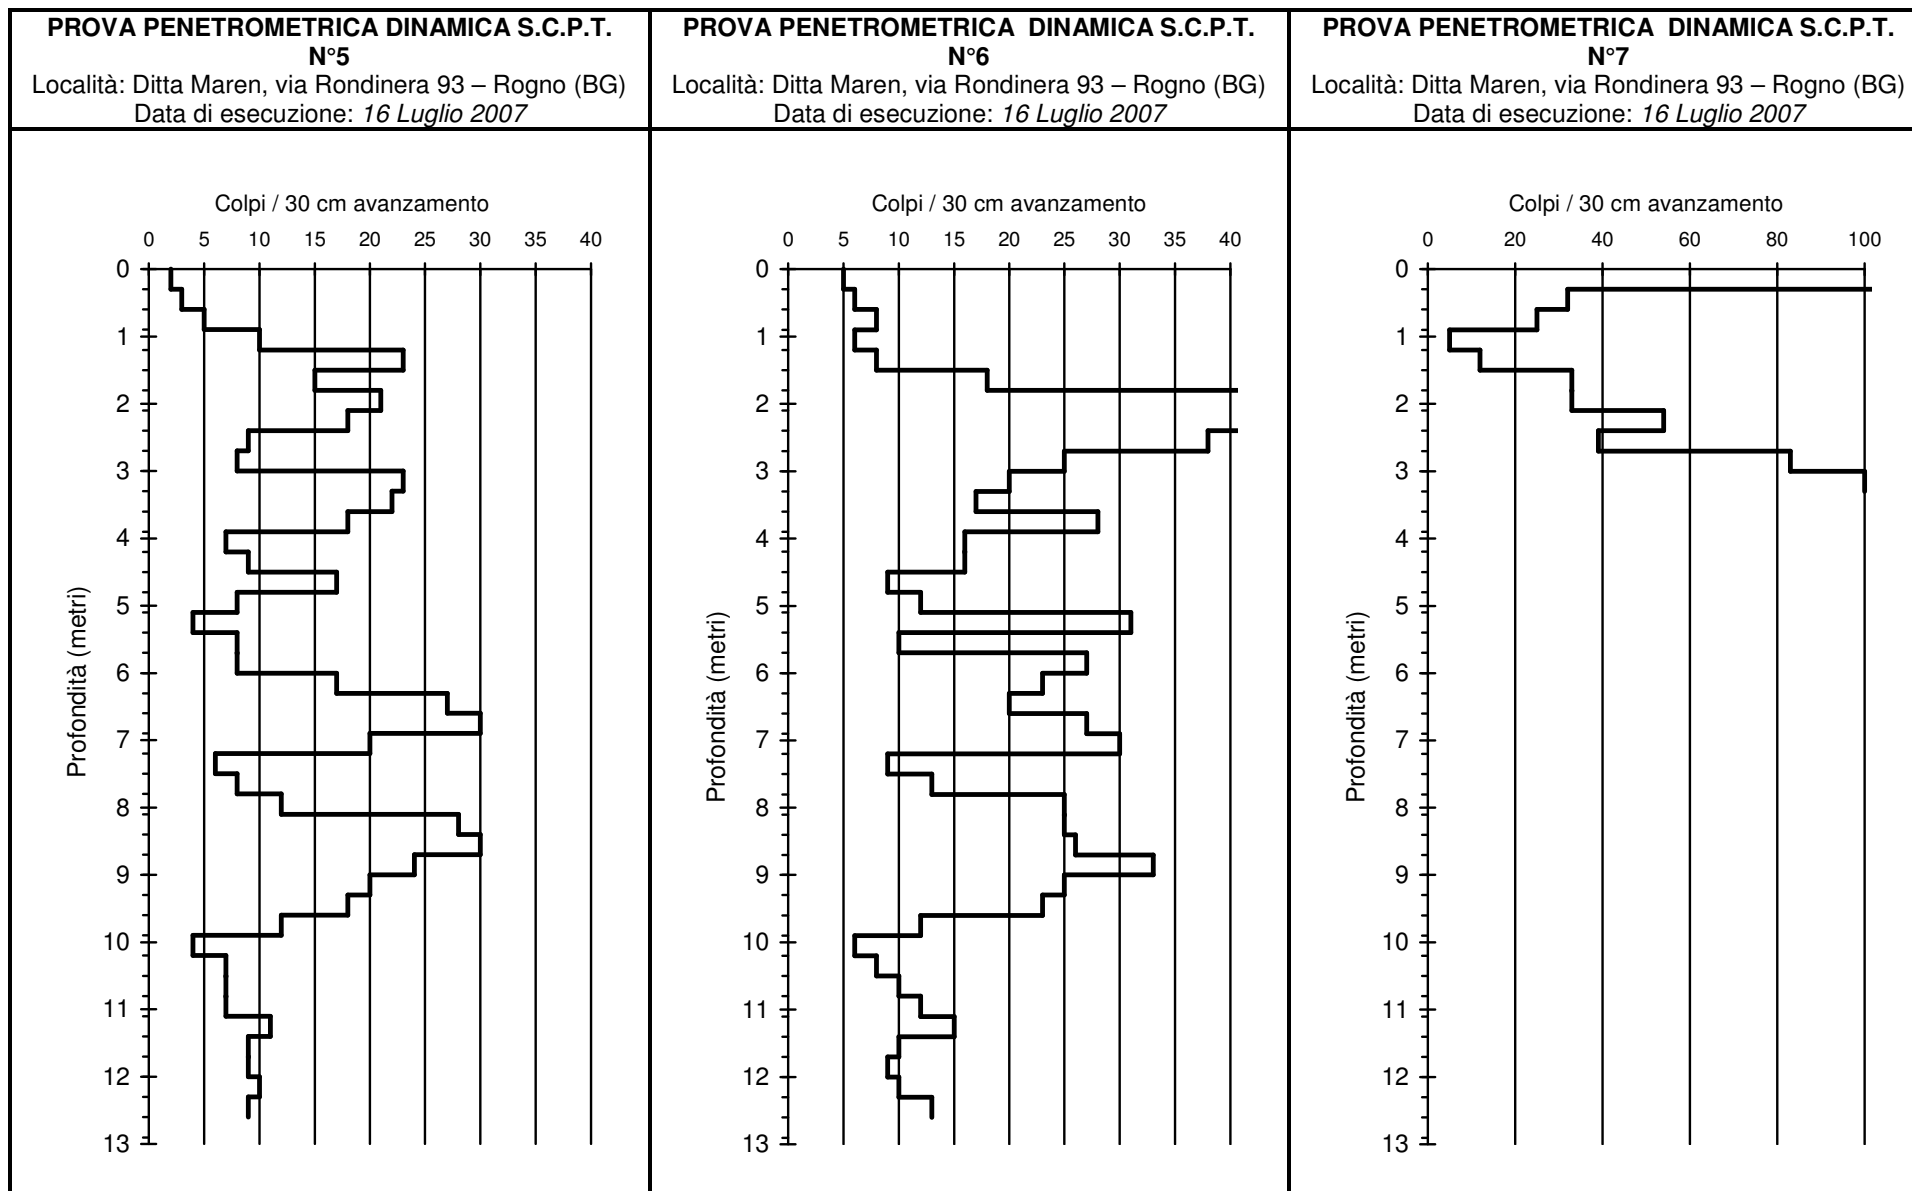 PROVA PENETROMETRICA DINAMICA S.C.P.T.
N°5
Località: Ditta Maren, via Rondinera 93 – Rogno (BG)
Data di esecuzione: 16 Luglio 2007
Colpi / 30 cm avanzamento
0 5 10 15 20 25 30 35 40
0
1
2
3
4
5
6
7
8
9
10
11
12
13
Profondità (metri)
PROVA PENETROMETRICA DINAMICA S.C.P.T.
N°6
Località: Ditta Maren, via Rondinera 93 – Rogno (BG)
Data di esecuzione: 16 Luglio 2007
Colpi / 30 cm avanzamento
0 5 10 15 20 25 30 35 40
0
1
2
3
4
5
6
7
8
9
10
11
12
13
Profondità (metri)
PROVA PENETROMETRICA DINAMICA S.C.P.T.
N°7
Località: Ditta Maren, via Rondinera 93 – Rogno (BG)
Data di esecuzione: 16 Luglio 2007
Colpi / 30 cm avanzamento
0 20 40 60 80 100
0
1
2
3
4
5
6
7
8
9
10
11
12
13
Profondità (metri)